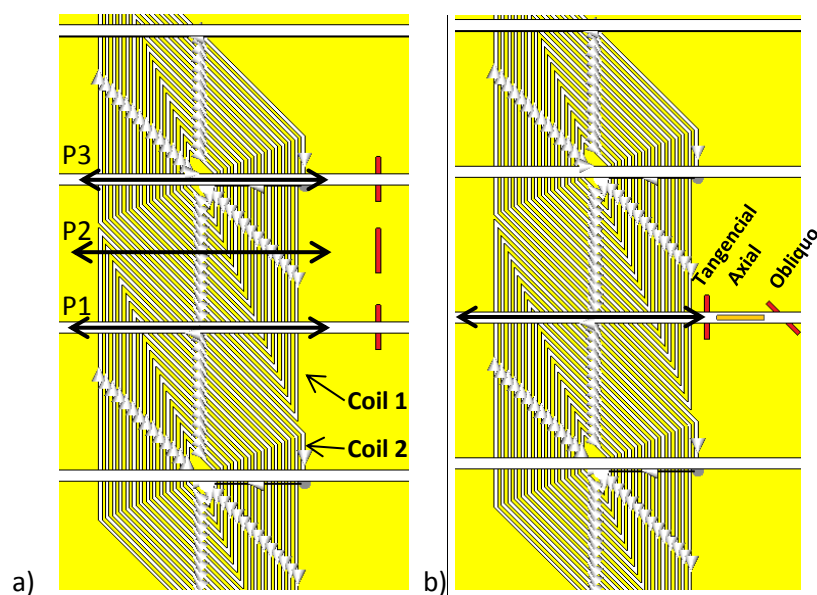 P3
P2
P1
Coil 1
Coil 2
a)
Tangencial
Axial
Obliquo
b)